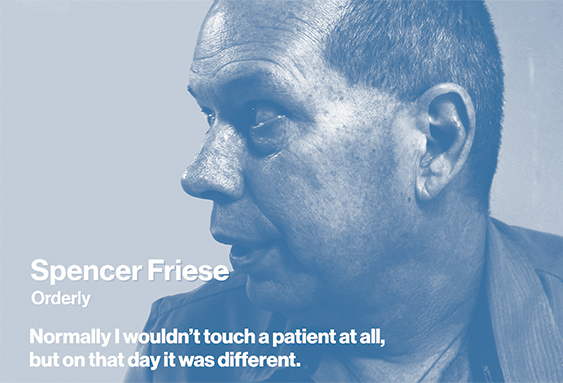 Spencer Friese
Orderly
Normally I wouldn't touch a patient at all,
but on that day it was different.